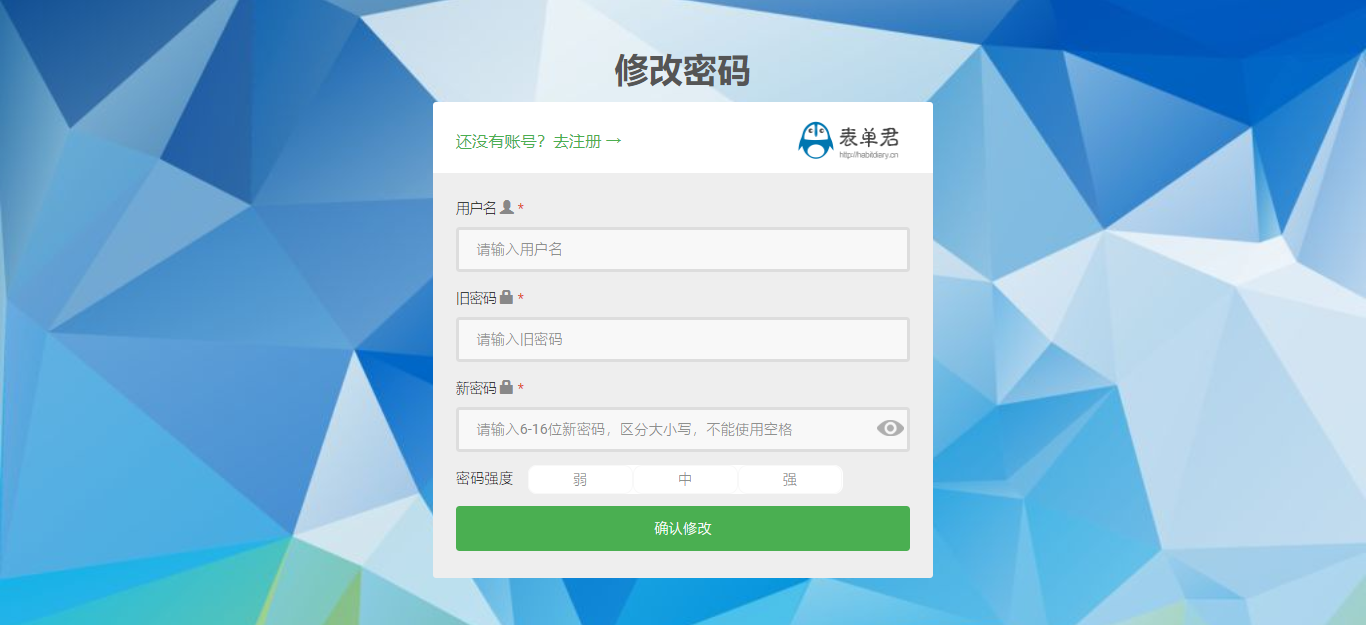 修改密码
还没有账号？去注册 →
表单君
http://habitdiary.cn
用户名 *
请输入用户名
旧密码 *
请输入旧密码
新密码 *
请输入6-16位新密码，区分大小写，不能使用空格
密码强度 弱 中 强
确认修改